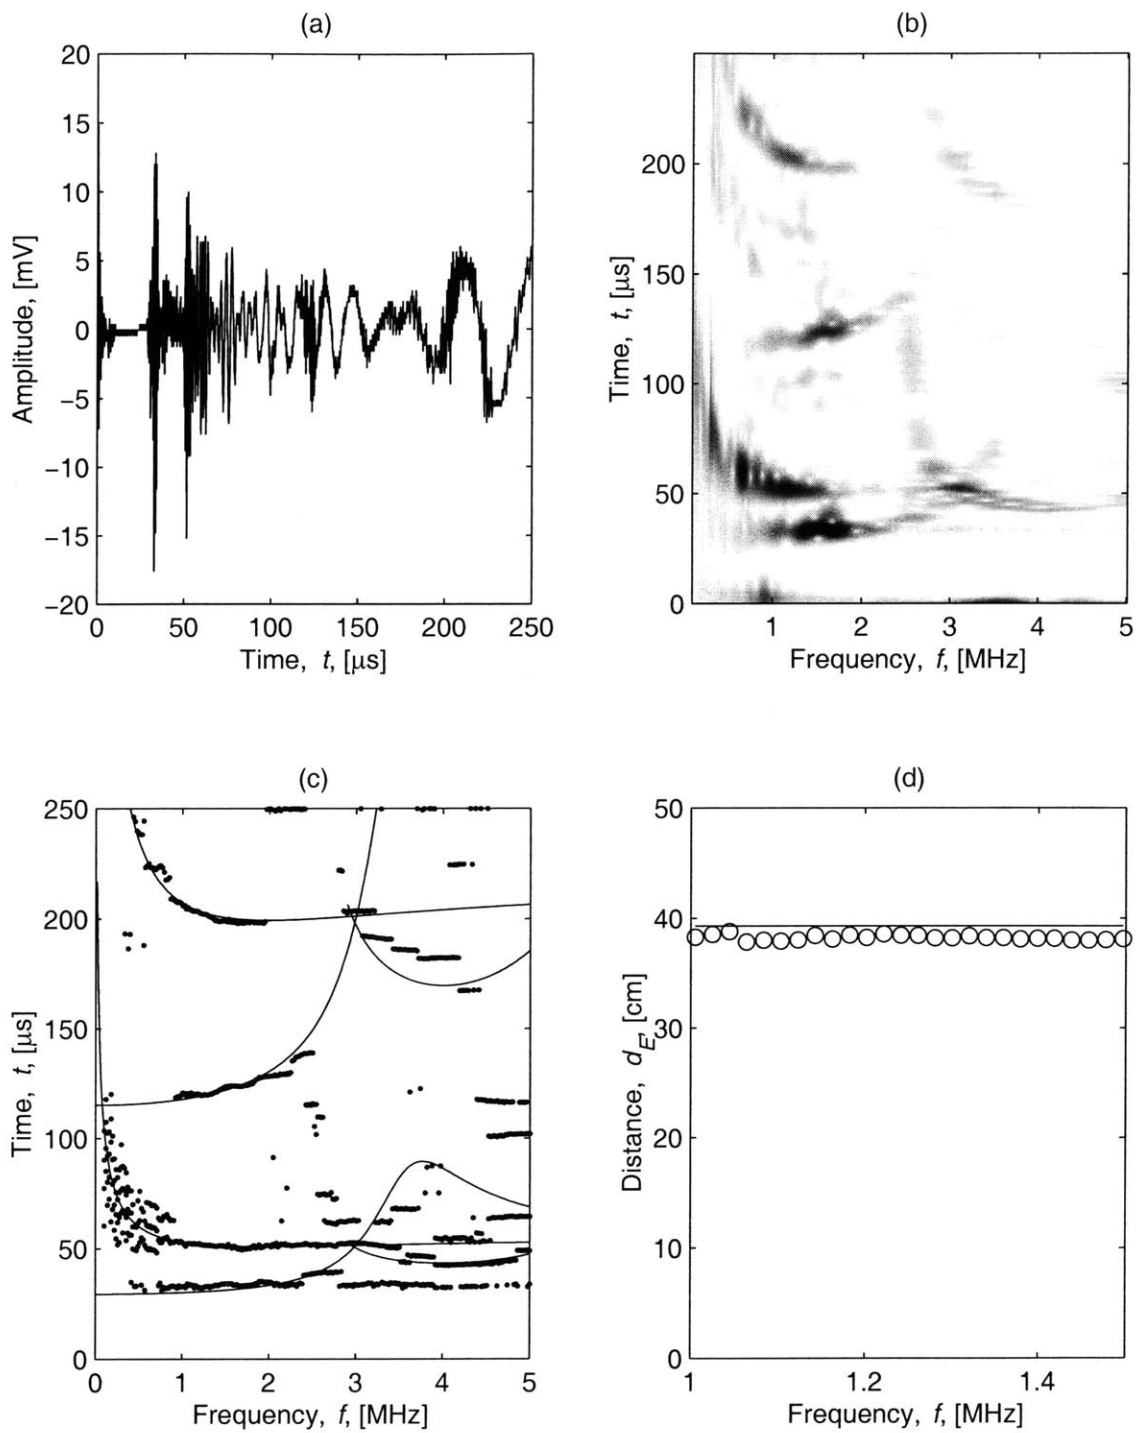 (a)
20
15
10
5
0
−5
−10
−15
−20
Amplitude, [mV]
0 50 100 150 200 250
Time, t, [μs]
(b)
200
150
100
50
0
Time, t, [μs]
1 2 3 4 5
Frequency, f, [MHz]
(c)
250
200
150
100
50
0
Time, t, [μs]
0 1 2 3 4 5
Frequency, f, [MHz]
(d)
50
40
30
20
10
0
Distance, d_E, [cm]
1 1.2 1.4
Frequency, f, [MHz]